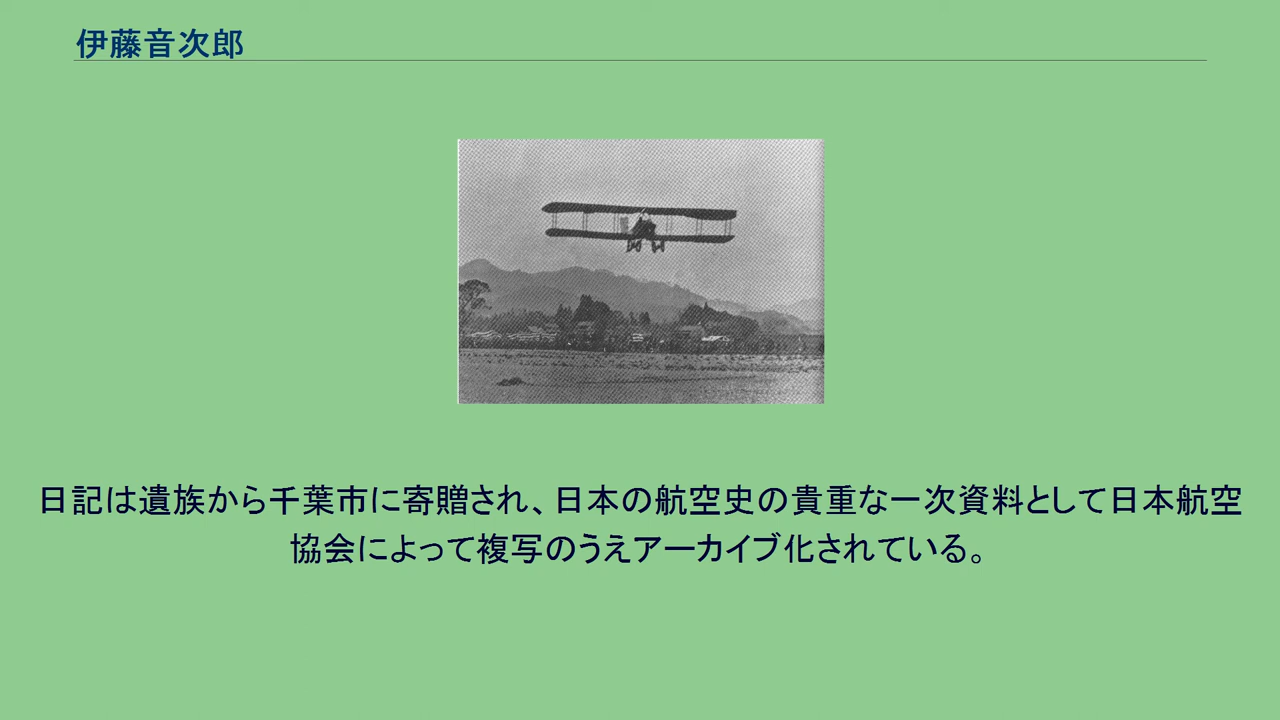 伊藤音次郎
日記は遺族から千葉市に寄贈され、日本の航空史の貴重な一次資料として日本航空
協会によって複写のうえアーカイブ化されている。